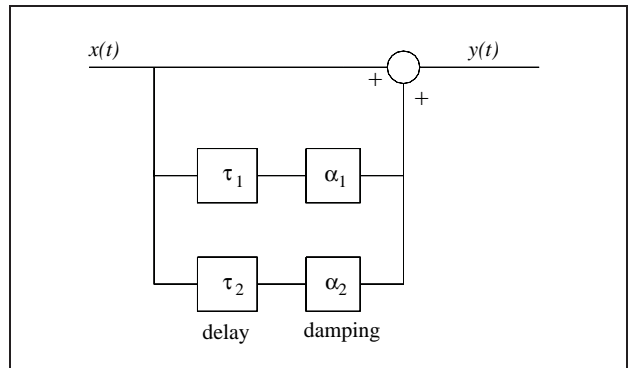 x(t) y(t)
+
+
τ1 α1
τ2 α2
delay damping